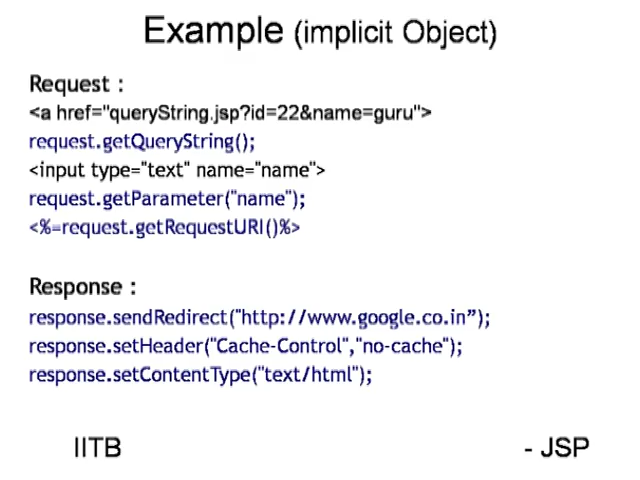 Example (implicit Object)
Request :
<a href="queryString.jsp?id=22&name=guru">
request.getQueryString();
<input type="text" name="name">
request.getParameter("name");
<%=request.getRequestURI()%>
Response :
response.sendRedirect("http://www.google.co.in”);
response.setHeader("Cache-Control","no-cache");
response.setContentType("text/html");
IITB - JSP